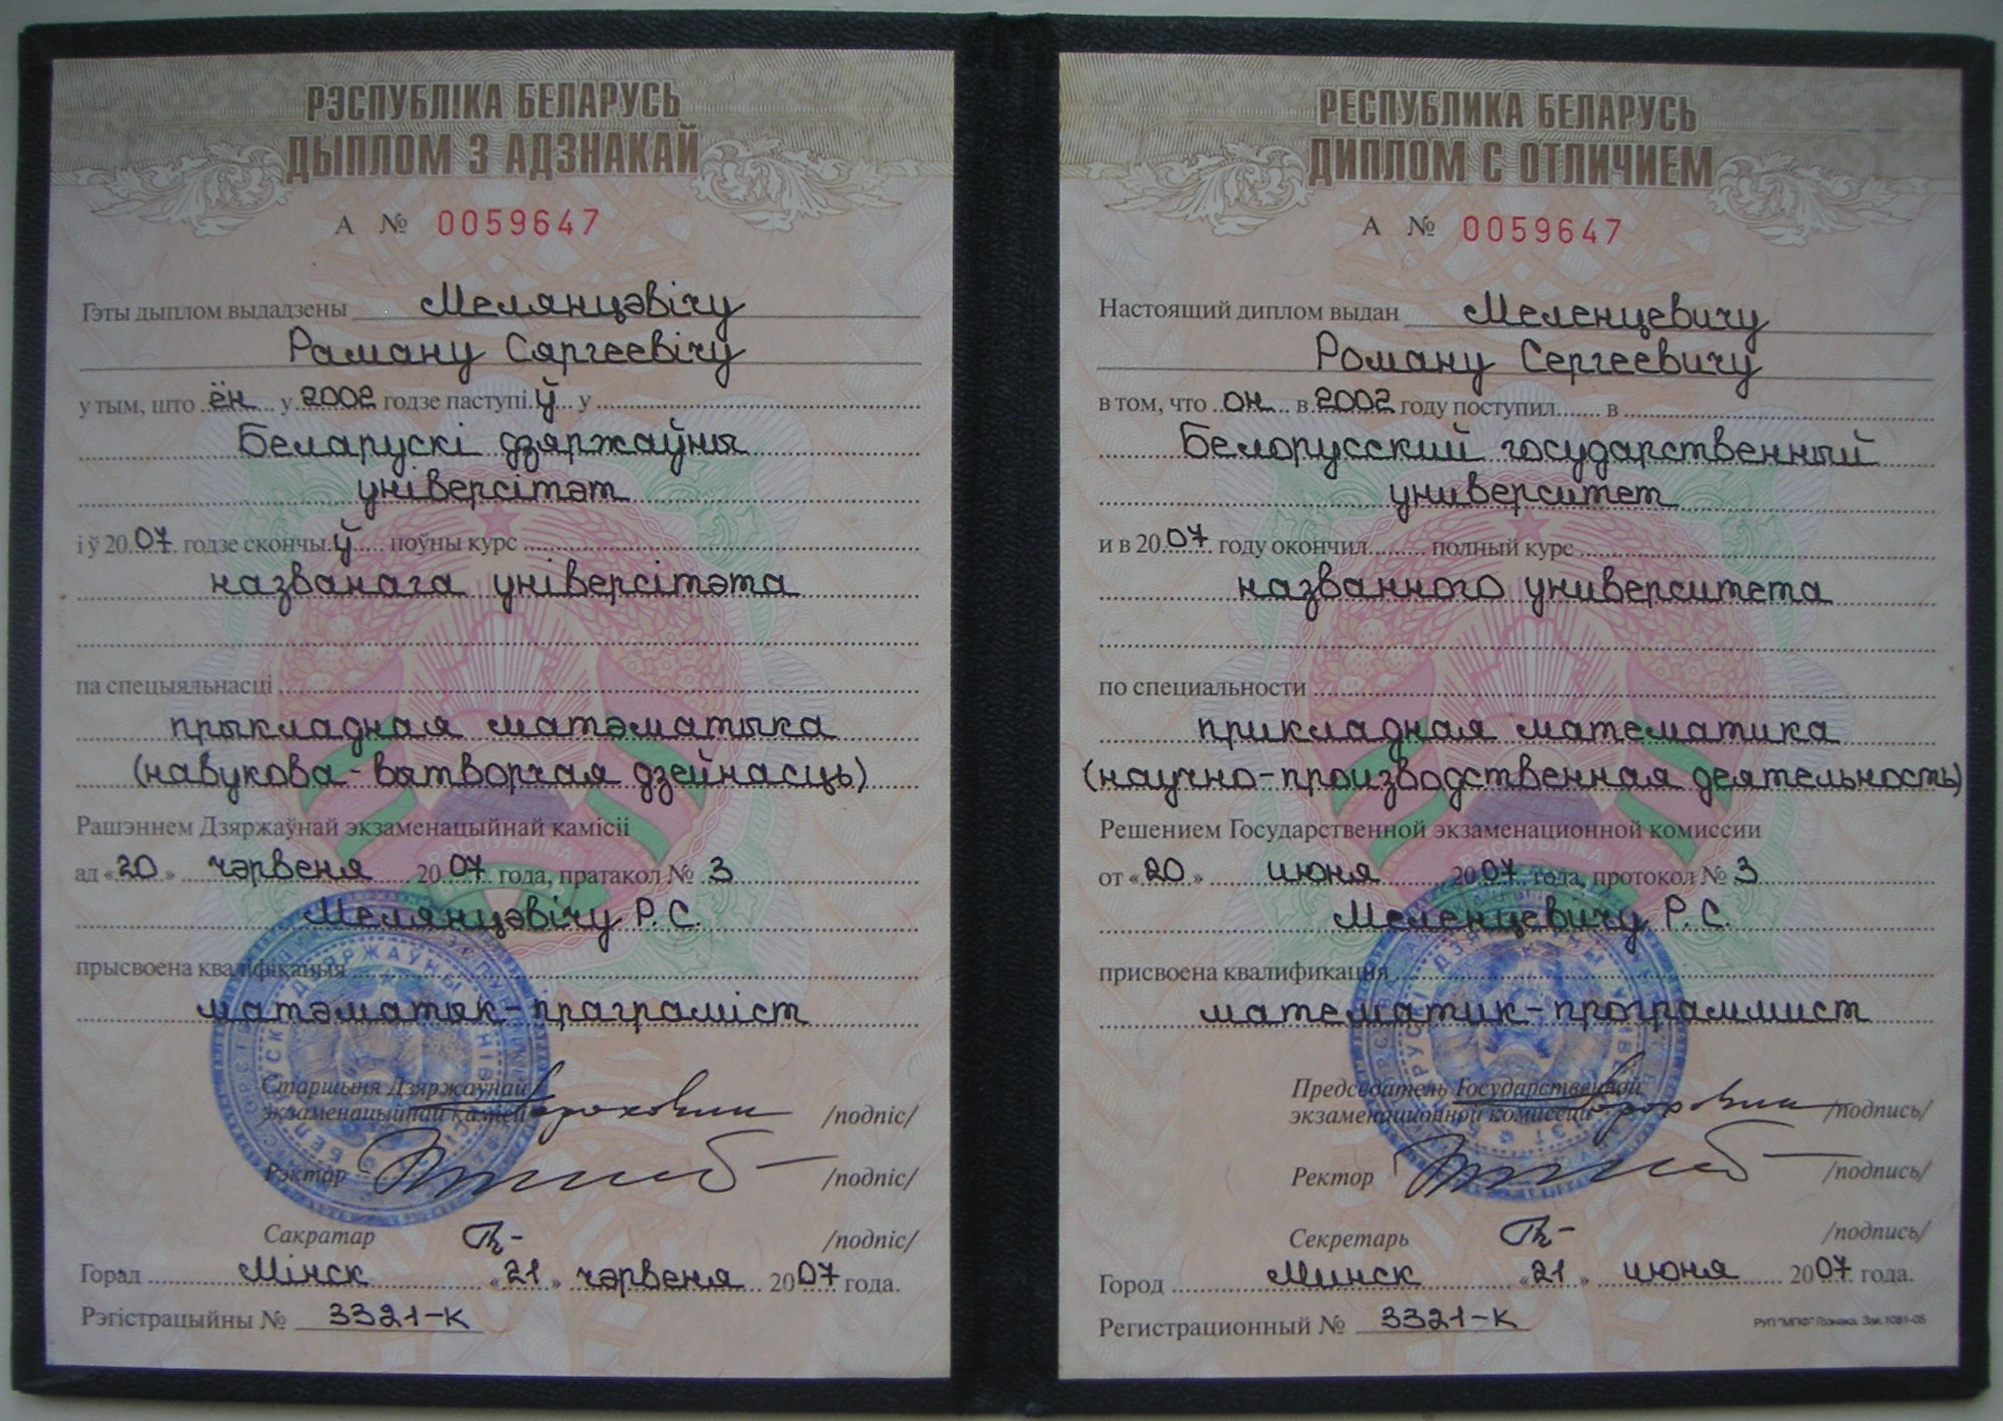 РЭСПУБЛІКА БЕЛАРУСЬ
ДЫПЛОМ З АДЗНАКАЙ
А № 0059647
Гэты дыплом выдадзены Мелянцэвічу
Раману Сяргеевічу
у тым, што ён у 2002 годзе паступіў у
Беларускі дзяржаўны
універсітэт
і ў 2007 годзе скончыў поўны курс
названага універсітэта
па спецыяльнасці
прыкладная матэматыка
(навукова-вытворчая дзейнасць)
Рашэннем Дзяржаўнай экзаменацыйнай камісіі
ад «20» чэрвеня 2007 года, пратакол № 3
Мелянцэвічу Р.С.
прысвоена кваліфікацыя
матэматык-праграміст
Старшыня Дзяржаўнай
экзаменацыйнай камісіі /подпіс/
Рэктар /подпіс/
Сакратар /подпіс/
Горад Мінск «21» чэрвеня 2007 года.
Рэгістрацыйны № 3321-К
РЕСПУБЛИКА БЕЛАРУСЬ
ДИПЛОМ С ОТЛИЧИЕМ
А № 0059647
Настоящий диплом выдан Меленцевичу
Роману Сергеевичу
в том, что он в 2002 году поступил в
Белорусский государственный
университет
и в 2007 году окончил полный курс
названного университета
по специальности
прикладная математика
(научно-производственная деятельность)
Решением Государственной экзаменационной комиссии
от «20» июня 2007 года, протокол № 3
Меленцевичу Р.С.
присвоена квалификация
математик-программист
Председатель Государственной
экзаменационной комиссии /подпись/
Ректор /подпись/
Секретарь /подпись/
Город Минск «21» июня 2007 года.
Регистрационный № 3321-К
РУП "МПФ" Гознака. Зак. 1081-05.